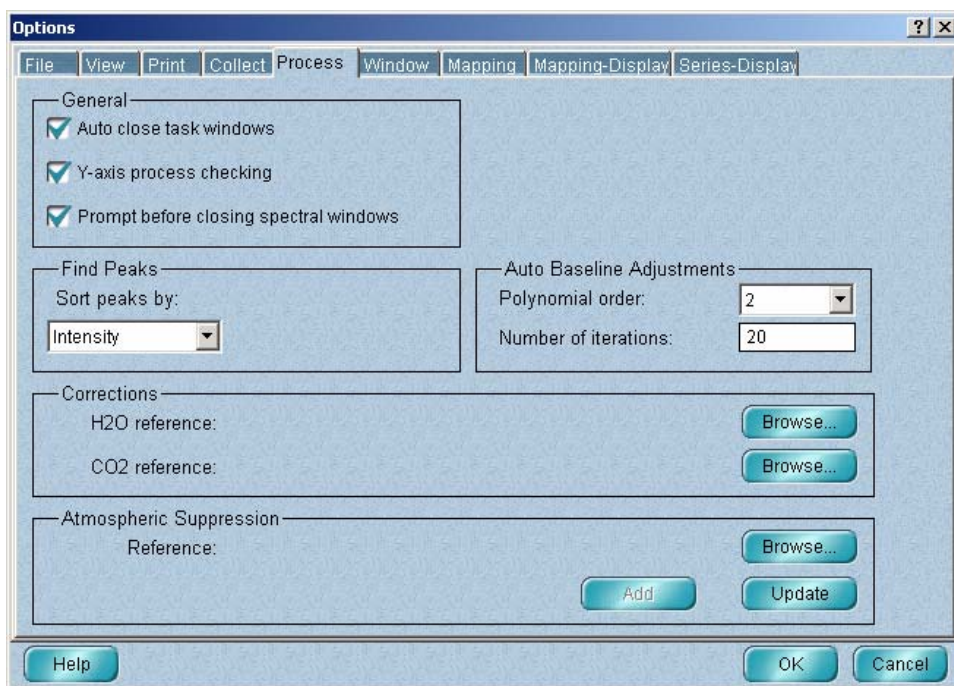 Options
File View Print Collect Process Window Mapping Mapping-Display Series-Display
General
Auto close task windows
Y-axis process checking
Prompt before closing spectral windows
Find Peaks
Sort peaks by:
Intensity
Auto Baseline Adjustments
Polynomial order: 2
Number of iterations: 20
Corrections
H2O reference: Browse...
CO2 reference: Browse...
Atmospheric Suppression
Reference: Browse...
Add Update
Help OK Cancel